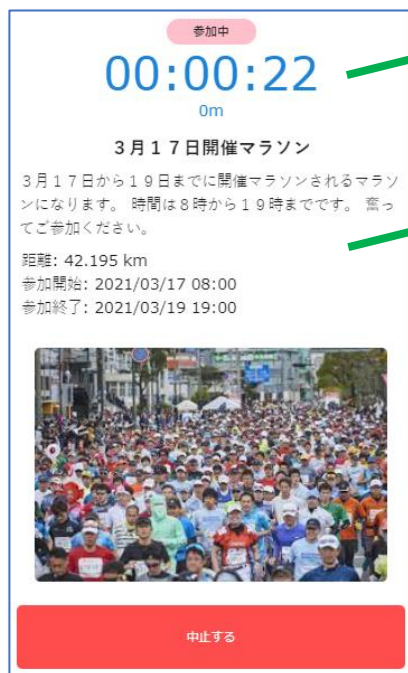 参加中
00:00:22
0m
３月１７日開催マラソン
３月１７日から１９日までに開催マラソンされるマラソ
ンになります。 時間は８時から１９時までです。 奮っ
てご参加ください。
距離: 42.195 km
参加開始: 2021/03/17 08:00
参加終了: 2021/03/19 19:00
中止する